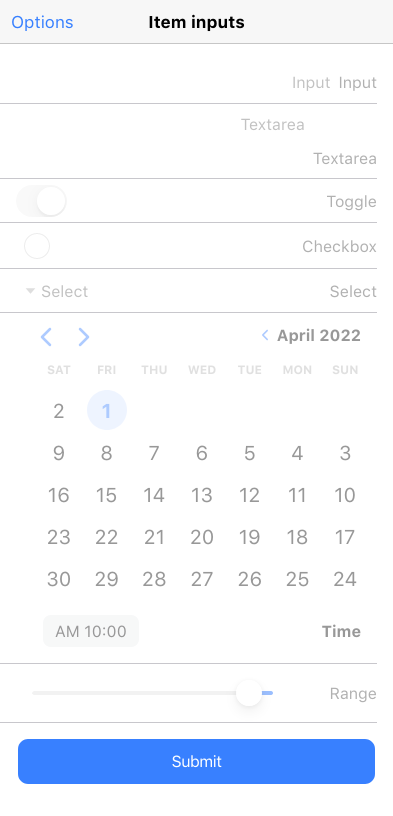 Options Item inputs
Input Input
Textarea
Textarea
Toggle
Checkbox
Select Select
April 2022
SAT FRI THU WED TUE MON SUN
2 1
9 8 7 6 5 4 3
16 15 14 13 12 11 10
23 22 21 20 19 18 17
30 29 28 27 26 25 24
AM 10:00 Time
Range
Submit